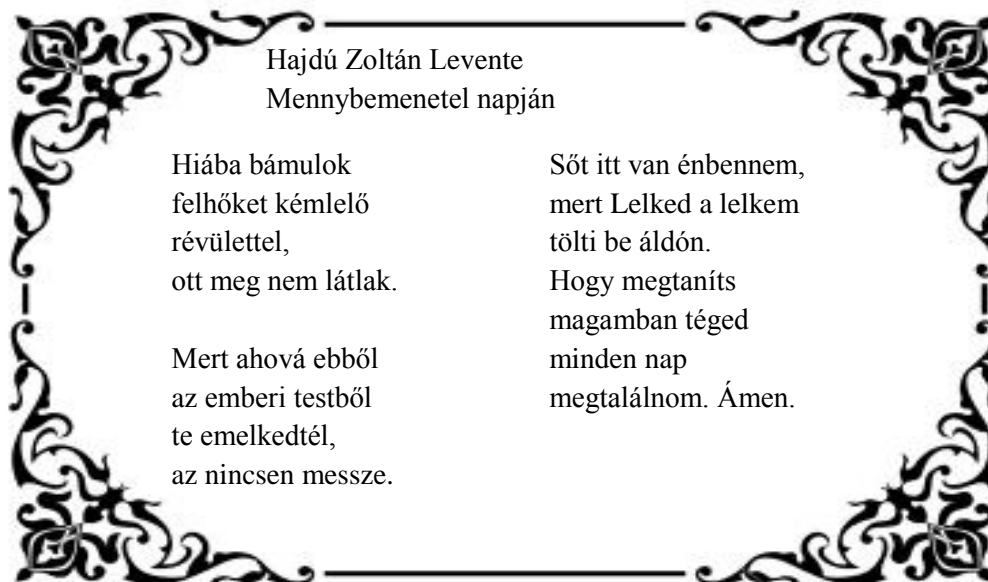 Hajdú Zoltán Levente
Mennybemenetel napján
Hiába bámulok
felhőket kémlelő
révülettel,
ott meg nem látlak.
Mert ahová ebből
az emberi testből
te emelkedtél,
az nincsen messze.
Sőt itt van énbennem,
mert Lelked a lelkem
tölti be áldón.
Hogy megtaníts
magamban téged
minden nap
megtalálnom. Ámen.